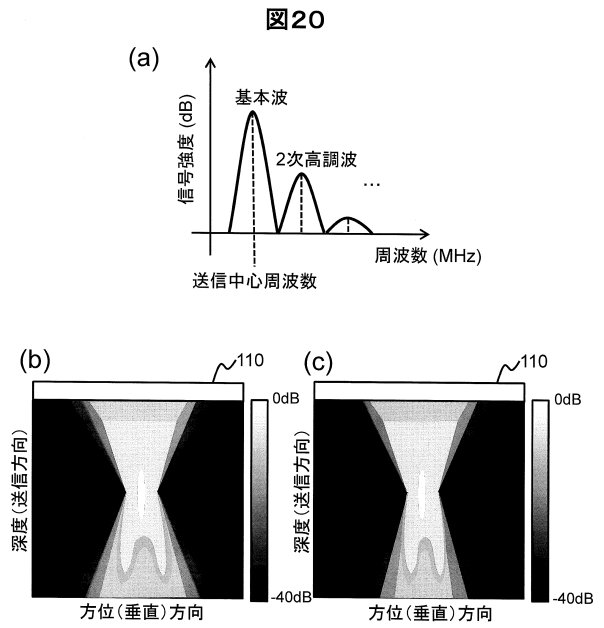 図20
(a)
信号強度 (dB)
基本波
2次高調波
…
周波数 (MHz)
送信中心周波数
(b)
110
0dB
-40dB
深度(送信方向)
方位(垂直)方向
(c)
110
0dB
-40dB
深度(送信方向)
方位(垂直)方向